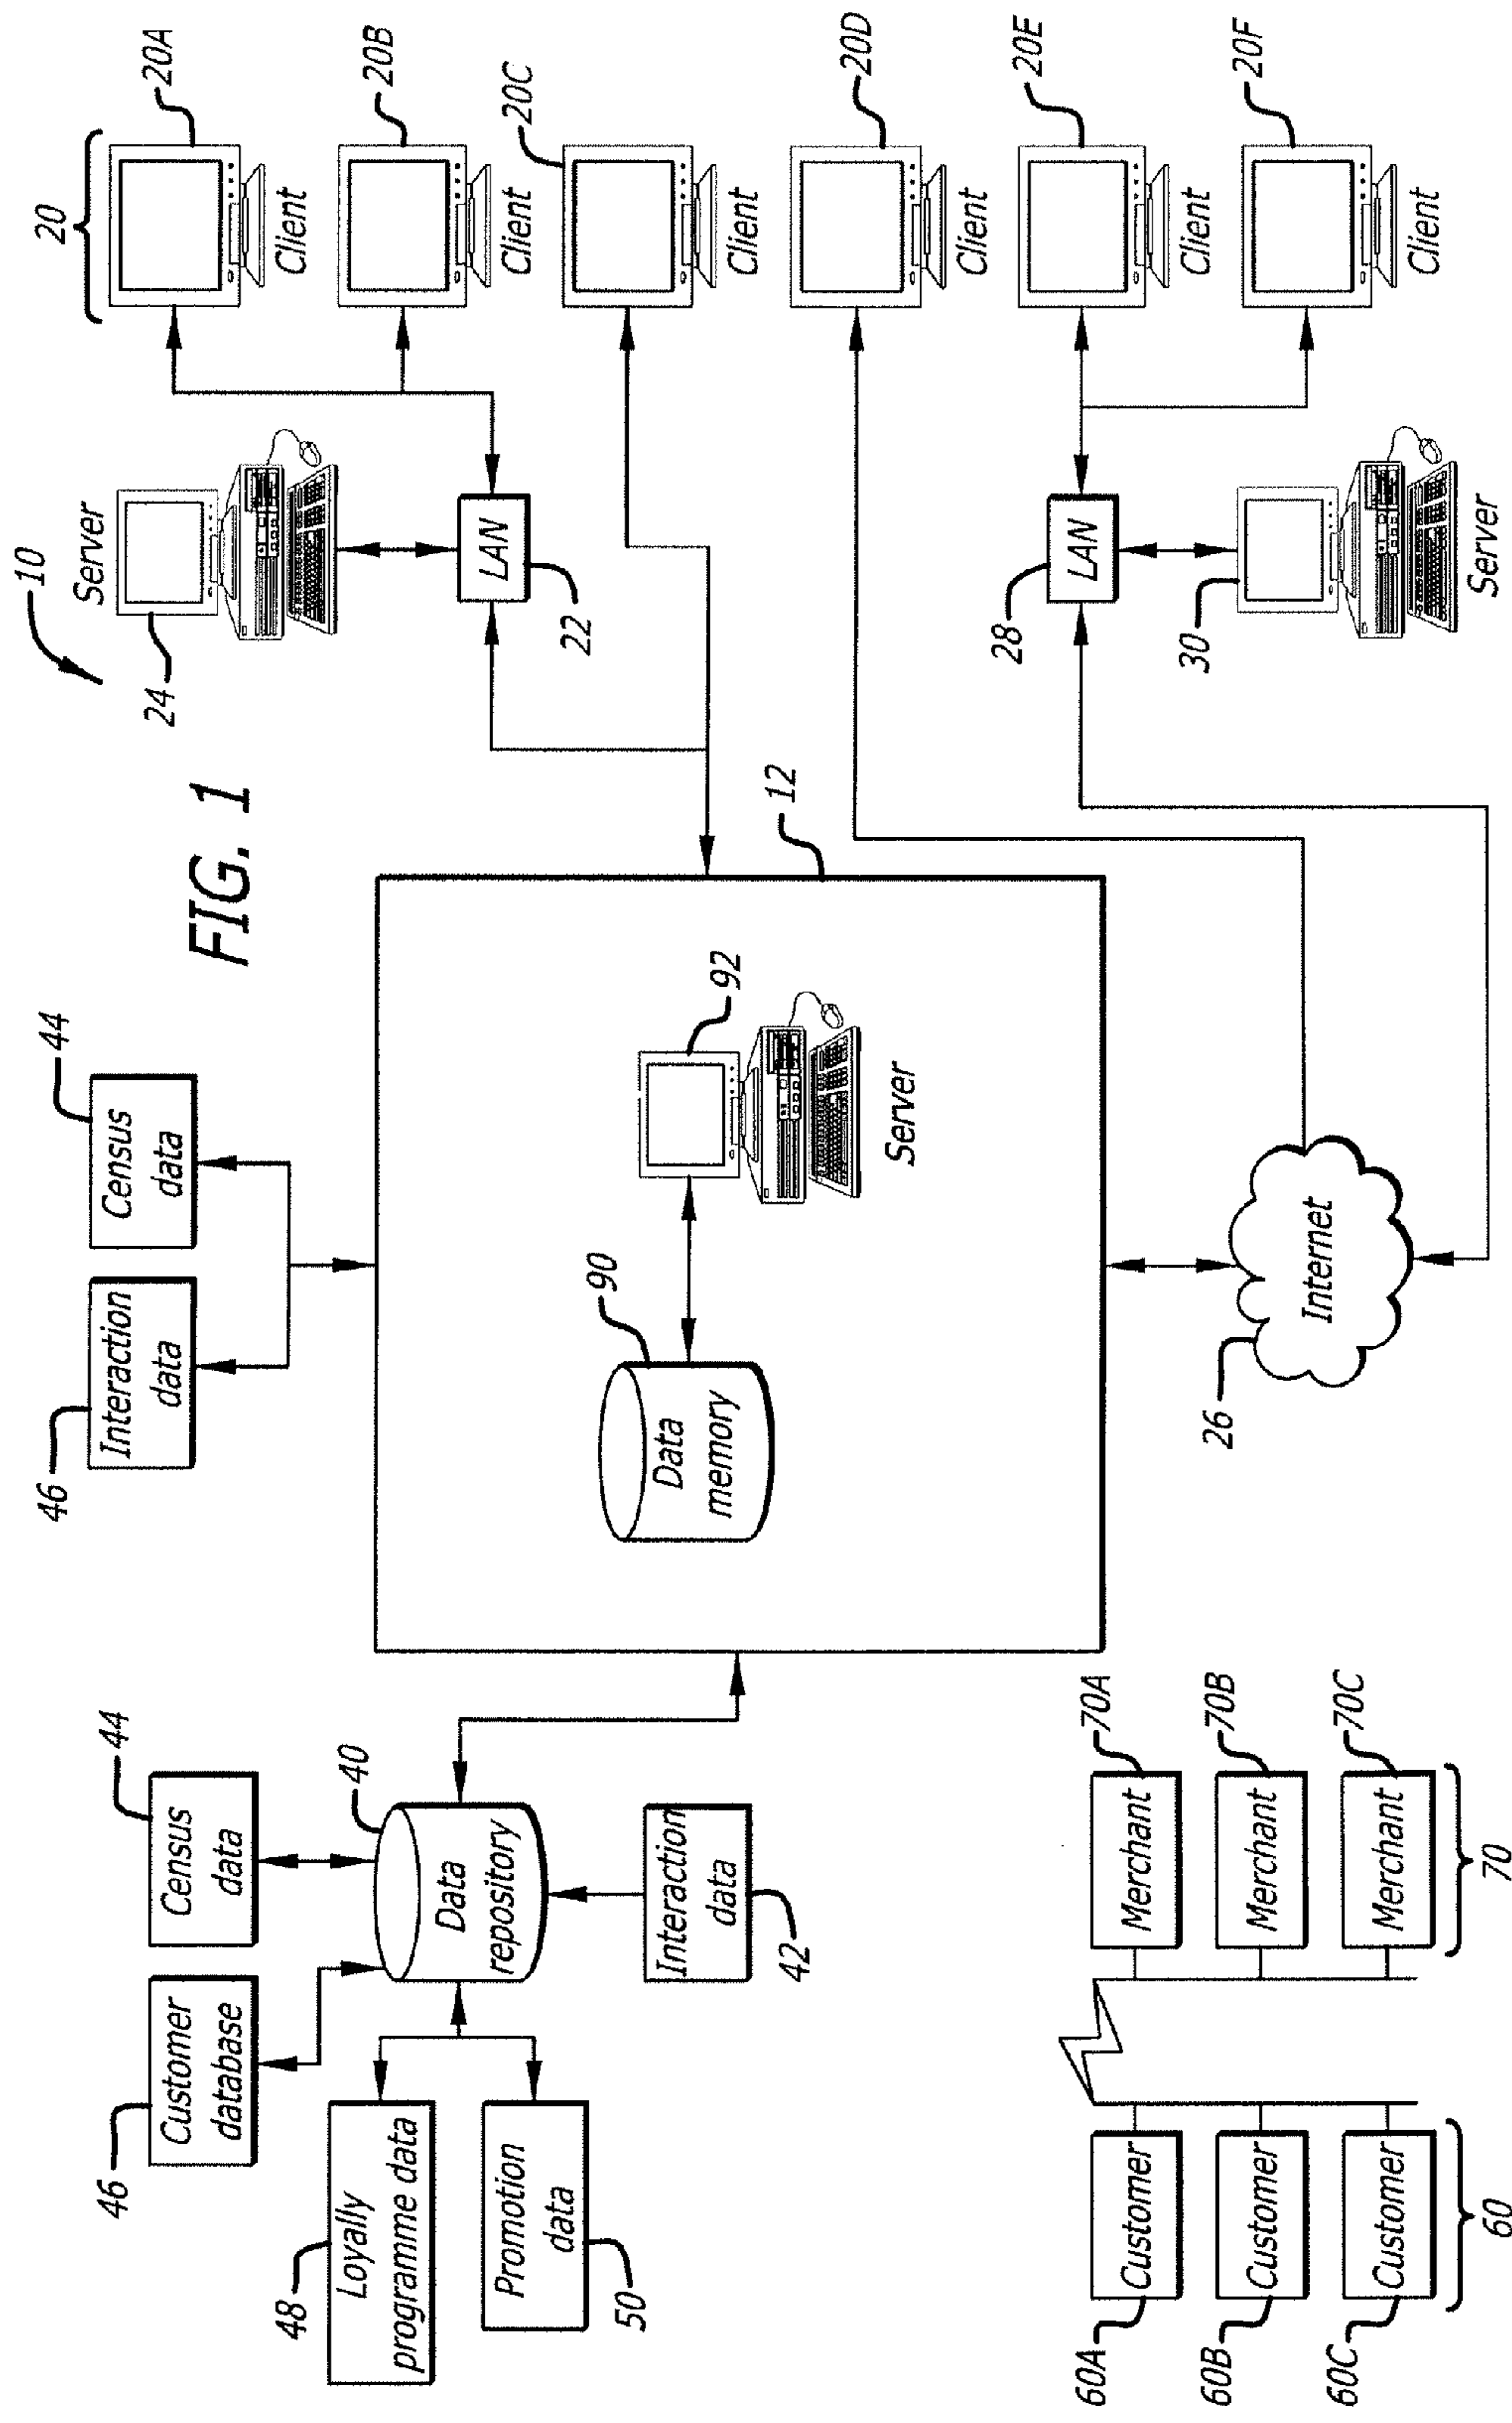 FIG. 1
10
20
46
44
Interaction
data
Census
data
24
Server
20A
Client
46
44
Customer
database
Census
data
20B
Client
48
Loyally
programme data
40
Data
repository
LAN
22
20C
Client
Promotion
data
50
Interaction
data
42
90
Data
memory
92
Server
12
20D
Client
60A
Customer
Merchant
70A
28
LAN
20E
Client
60B
Customer
Merchant
70B
26
Internet
30
Server
20F
Client
60C
Customer
Merchant
70C
60
70